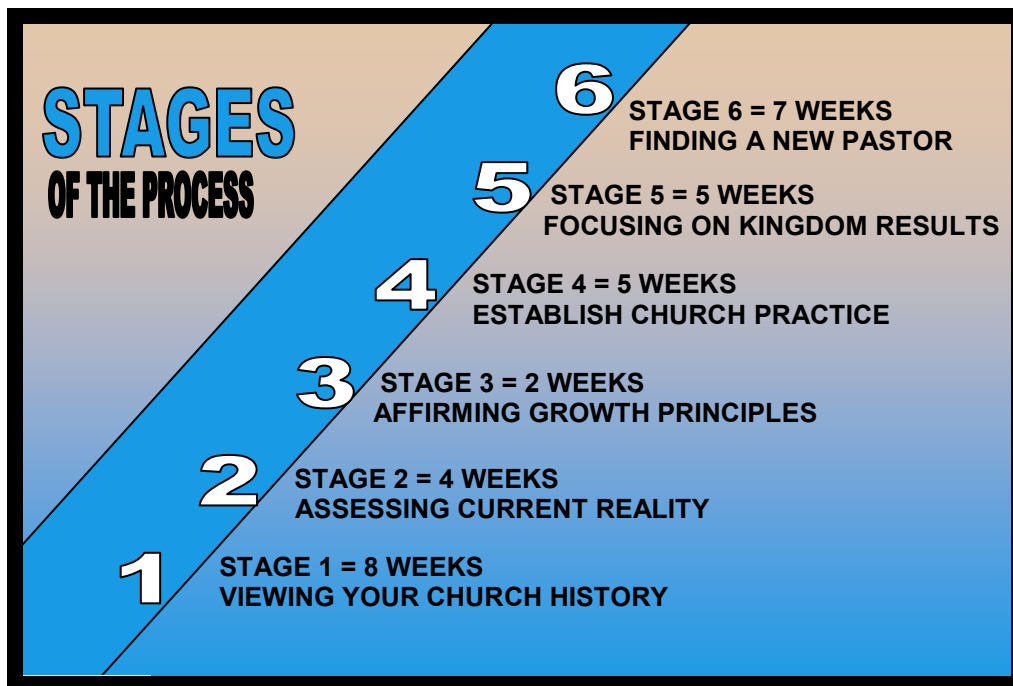 STAGES
OF THE PROCESS
6
STAGE 6 = 7 WEEKS
FINDING A NEW PASTOR
5
STAGE 5 = 5 WEEKS
FOCUSING ON KINGDOM RESULTS
4
STAGE 4 = 5 WEEKS
ESTABLISH CHURCH PRACTICE
3
STAGE 3 = 2 WEEKS
AFFIRMING GROWTH PRINCIPLES
2
STAGE 2 = 4 WEEKS
ASSESSING CURRENT REALITY
1
STAGE 1 = 8 WEEKS
VIEWING YOUR CHURCH HISTORY